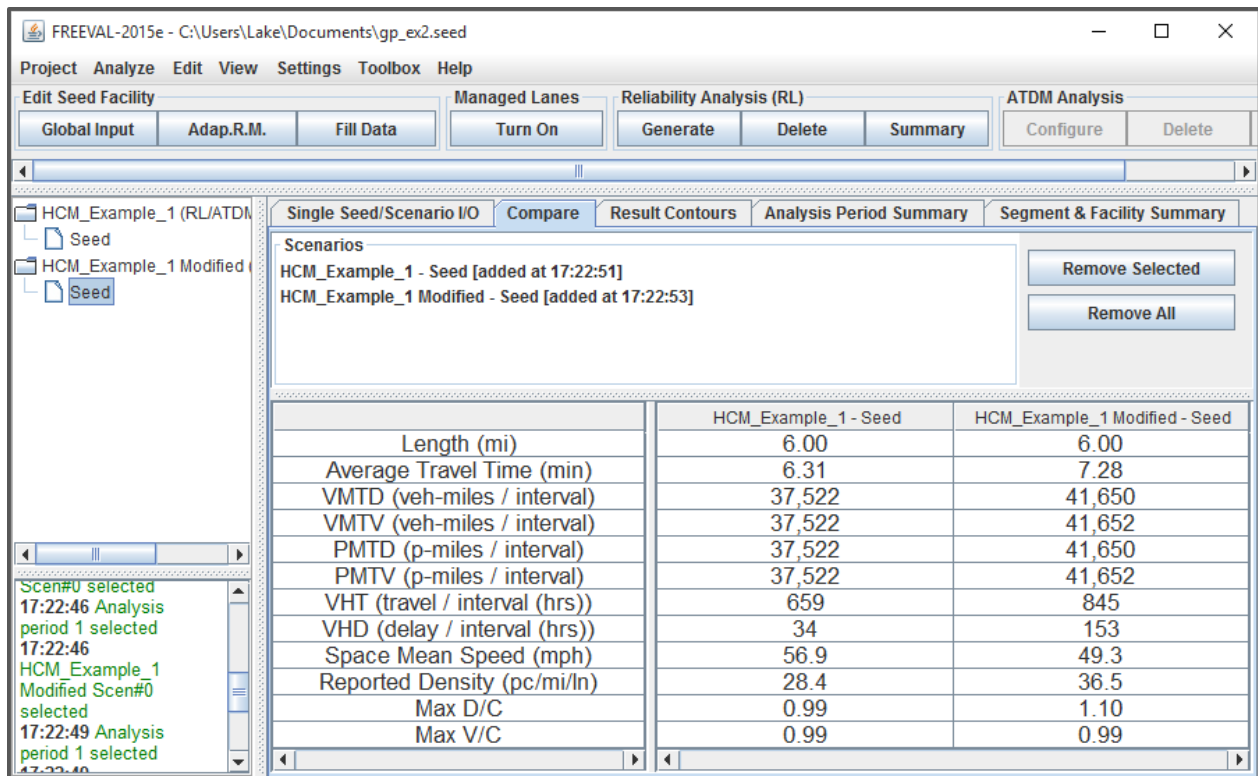 FREEVAL-2015e - C:\Users\Lake\Documents\gp_ex2.seed
Project Analyze Edit View Settings Toolbox Help
Edit Seed Facility Managed Lanes Reliability Analysis (RL) ATDM Analysis
Global Input Adap.R.M. Fill Data Turn On Generate Delete Summary Configure Delete
HCM_Example_1 (RL/ATDM
Seed
HCM_Example_1 Modified (
Seed
Single Seed/Scenario I/O Compare Result Contours Analysis Period Summary Segment & Facility Summary
Scenarios
HCM_Example_1 - Seed [added at 17:22:51]
HCM_Example_1 Modified - Seed [added at 17:22:53]
Remove Selected
Remove All
HCM_Example_1 - Seed HCM_Example_1 Modified - Seed
Length (mi) 6.00 6.00
Average Travel Time (min) 6.31 7.28
VMTD (veh-miles / interval) 37,522 41,650
VMTV (veh-miles / interval) 37,522 41,652
PMTD (p-miles / interval) 37,522 41,650
PMTV (p-miles / interval) 37,522 41,652
VHT (travel / interval (hrs)) 659 845
VHD (delay / interval (hrs)) 34 153
Space Mean Speed (mph) 56.9 49.3
Reported Density (pc/mi/ln) 28.4 36.5
Max D/C 0.99 1.10
Max V/C 0.99 0.99
Scen#0 selected
17:22:46 Analysis
period 1 selected
17:22:46
HCM_Example_1
Modified Scen#0
selected
17:22:49 Analysis
period 1 selected
17:22:49